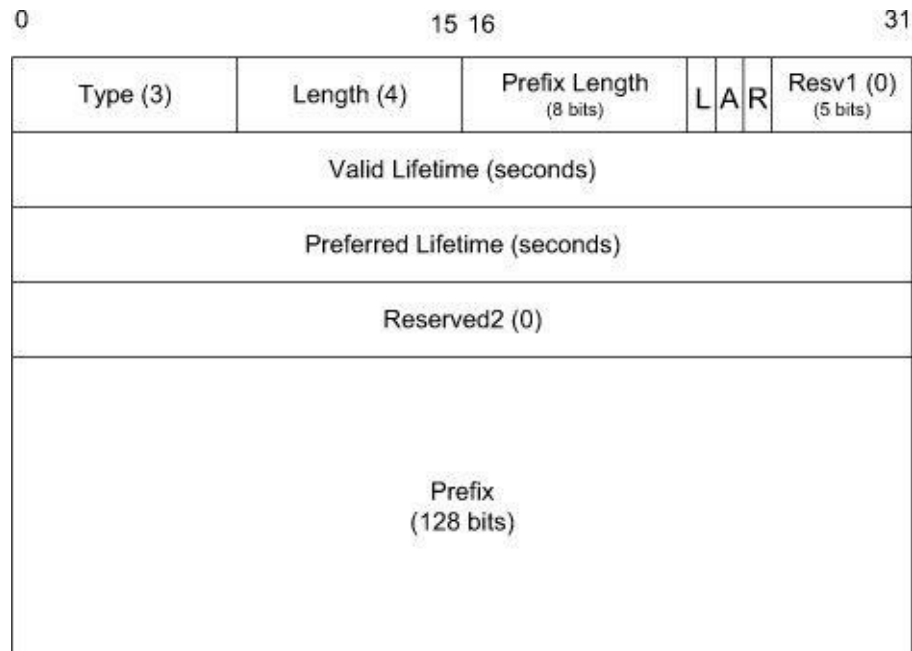 0 15 16 31
Type (3) Length (4) Prefix Length L A R Resv1 (0)
(8 bits) (5 bits)
Valid Lifetime (seconds)
Preferred Lifetime (seconds)
Reserved2 (0)
Prefix
(128 bits)